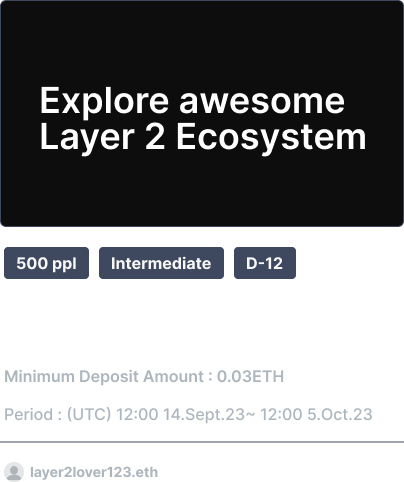 Explore awesome
Layer 2 Ecosystem
500 ppl Intermediate D-12
Minimum Deposit Amount : 0.03ETH
Period : (UTC) 12:00 14.Sept.23~ 12:00 5.Oct.23
layer2lover123.eth